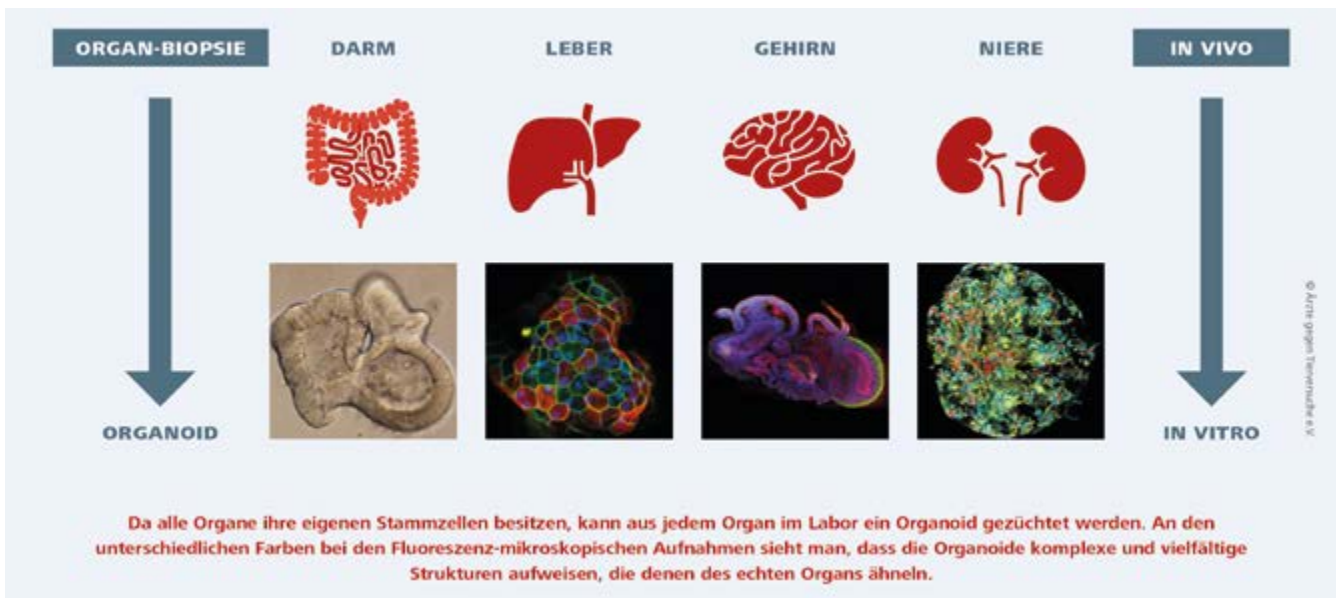 ORGAN-BIOPSIE
DARM
LEBER
GEHIRN
NIERE
IN VIVO
ORGANOID
IN VITRO
© Ärzte gegen Tierversuche e.V.
Da alle Organe ihre eigenen Stammzellen besitzen, kann aus jedem Organ im Labor ein Organoid gezüchtet werden. An den
unterschiedlichen Farben bei den Fluoreszenz-mikroskopischen Aufnahmen sieht man, dass die Organoide komplexe und vielfältige
Strukturen aufweisen, die denen des echten Organs ähneln.